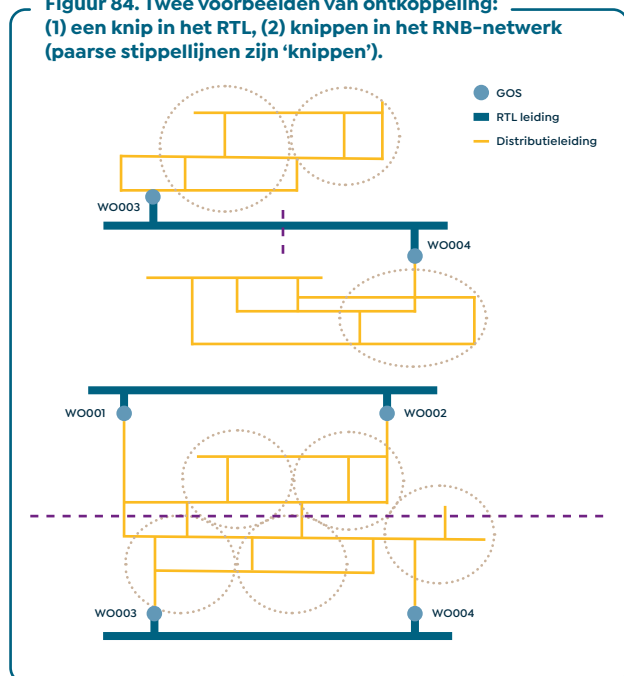 Figuur 84. Twee voorbeelden van ontkoppeling:
(1) een knip in het RTL, (2) knippen in het RNB-netwerk
(paarse stippellijnen zijn ‘knippen’).
GOS
RTL leiding
Distributieleiding
WO003
WO004
WO001
WO002
WO003
WO004